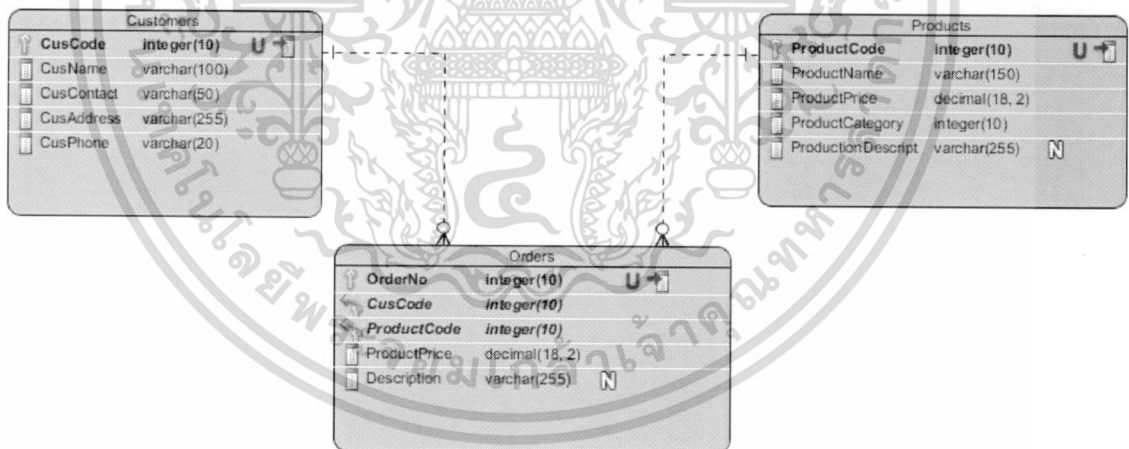 Customers
CusCode integer(10) U
CusName varchar(100)
CusContact varchar(50)
CusAddress varchar(255)
CusPhone varchar(20)
Products
ProductCode integer(10) U
ProductName varchar(150)
ProductPrice decimal(18, 2)
ProductCategory integer(10)
ProductionDescript varchar(255) N
Orders
OrderNo integer(10) U
CusCode integer(10)
ProductCode integer(10)
ProductPrice decimal(18, 2)
Description varchar(255) N